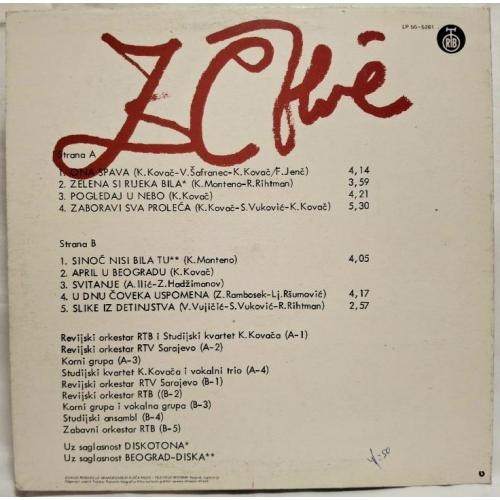 LP 55-5261
RTB
Z Č
Strana A
1. ONA SPAVA (K.Kovač-V.Šafranec-K.Kovač/F.Jenč) 4,14
2. ZELENA SI RIJEKA BILA* (K.Monteno-R.Rihtman) 3,59
3. POGLEDAJ U NEBO (K.Kovač) 4,21
4. ZABORAVI SVA PROLEĆA (K.Kovač-S.Vuković-K.Kovač) 5,30
Strana B
1. SINOĆ NISI BILA TU** (K.Monteno) 4,05
2. APRIL U BEOGRADU (K.Kovač)
3. SVITANJE (A.Ilić-Z.Hadžimanov)
4. U DNU ČOVEKA USPOMENA (Z.Rambosek-Lj.Ršumović) 4,17
5. SLIKE IZ DETINJSTVA (V.Vujičić-S.Vuković-R.Rihtman) 2,57
Revijski orkestar RTB i Studijski kvartet K.Kovača (A-1)
Revijski orkestar RTV Sarajevo (A-2)
Korni grupa (A-3)
Studijski kvartet K.Kovača i vokalni trio (A-4)
Revijski orkestar RTV Sarajevo (B-1)
Revijski orkestar RTB ((B-2)
Korni grupa i vokalna grupa (B-3)
Studijski ansambl (B-4)
Zabavni orkestar RTB (B-5)
Uz saglasnost DISKOTONA*
Uz saglasnost BEOGRAD-DISKA**